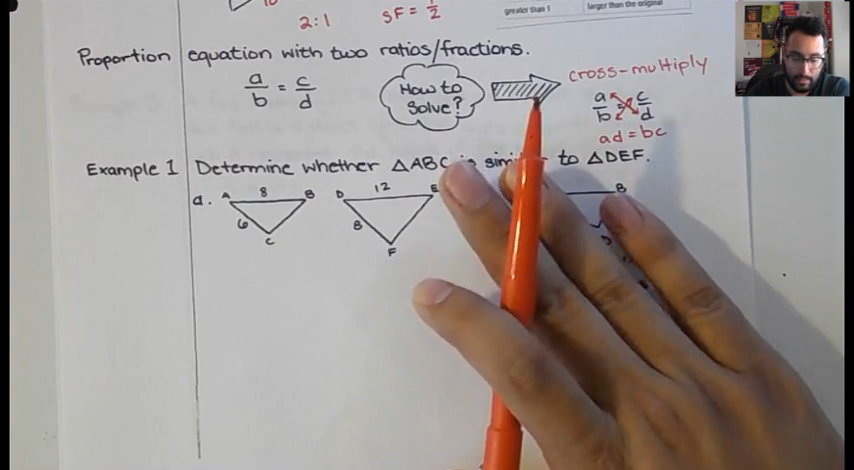 2:1 SF = 1/2
greater than 1 larger than the original
Proportion equation with two ratios/fractions.
a/b = c/d
How to Solve?
cross-multiply
a/b = c/d
ad = bc
Example 1 Determine whether △ABC is similar to △DEF.
a. A 8 B
6
C
D 12 E
8
F
B